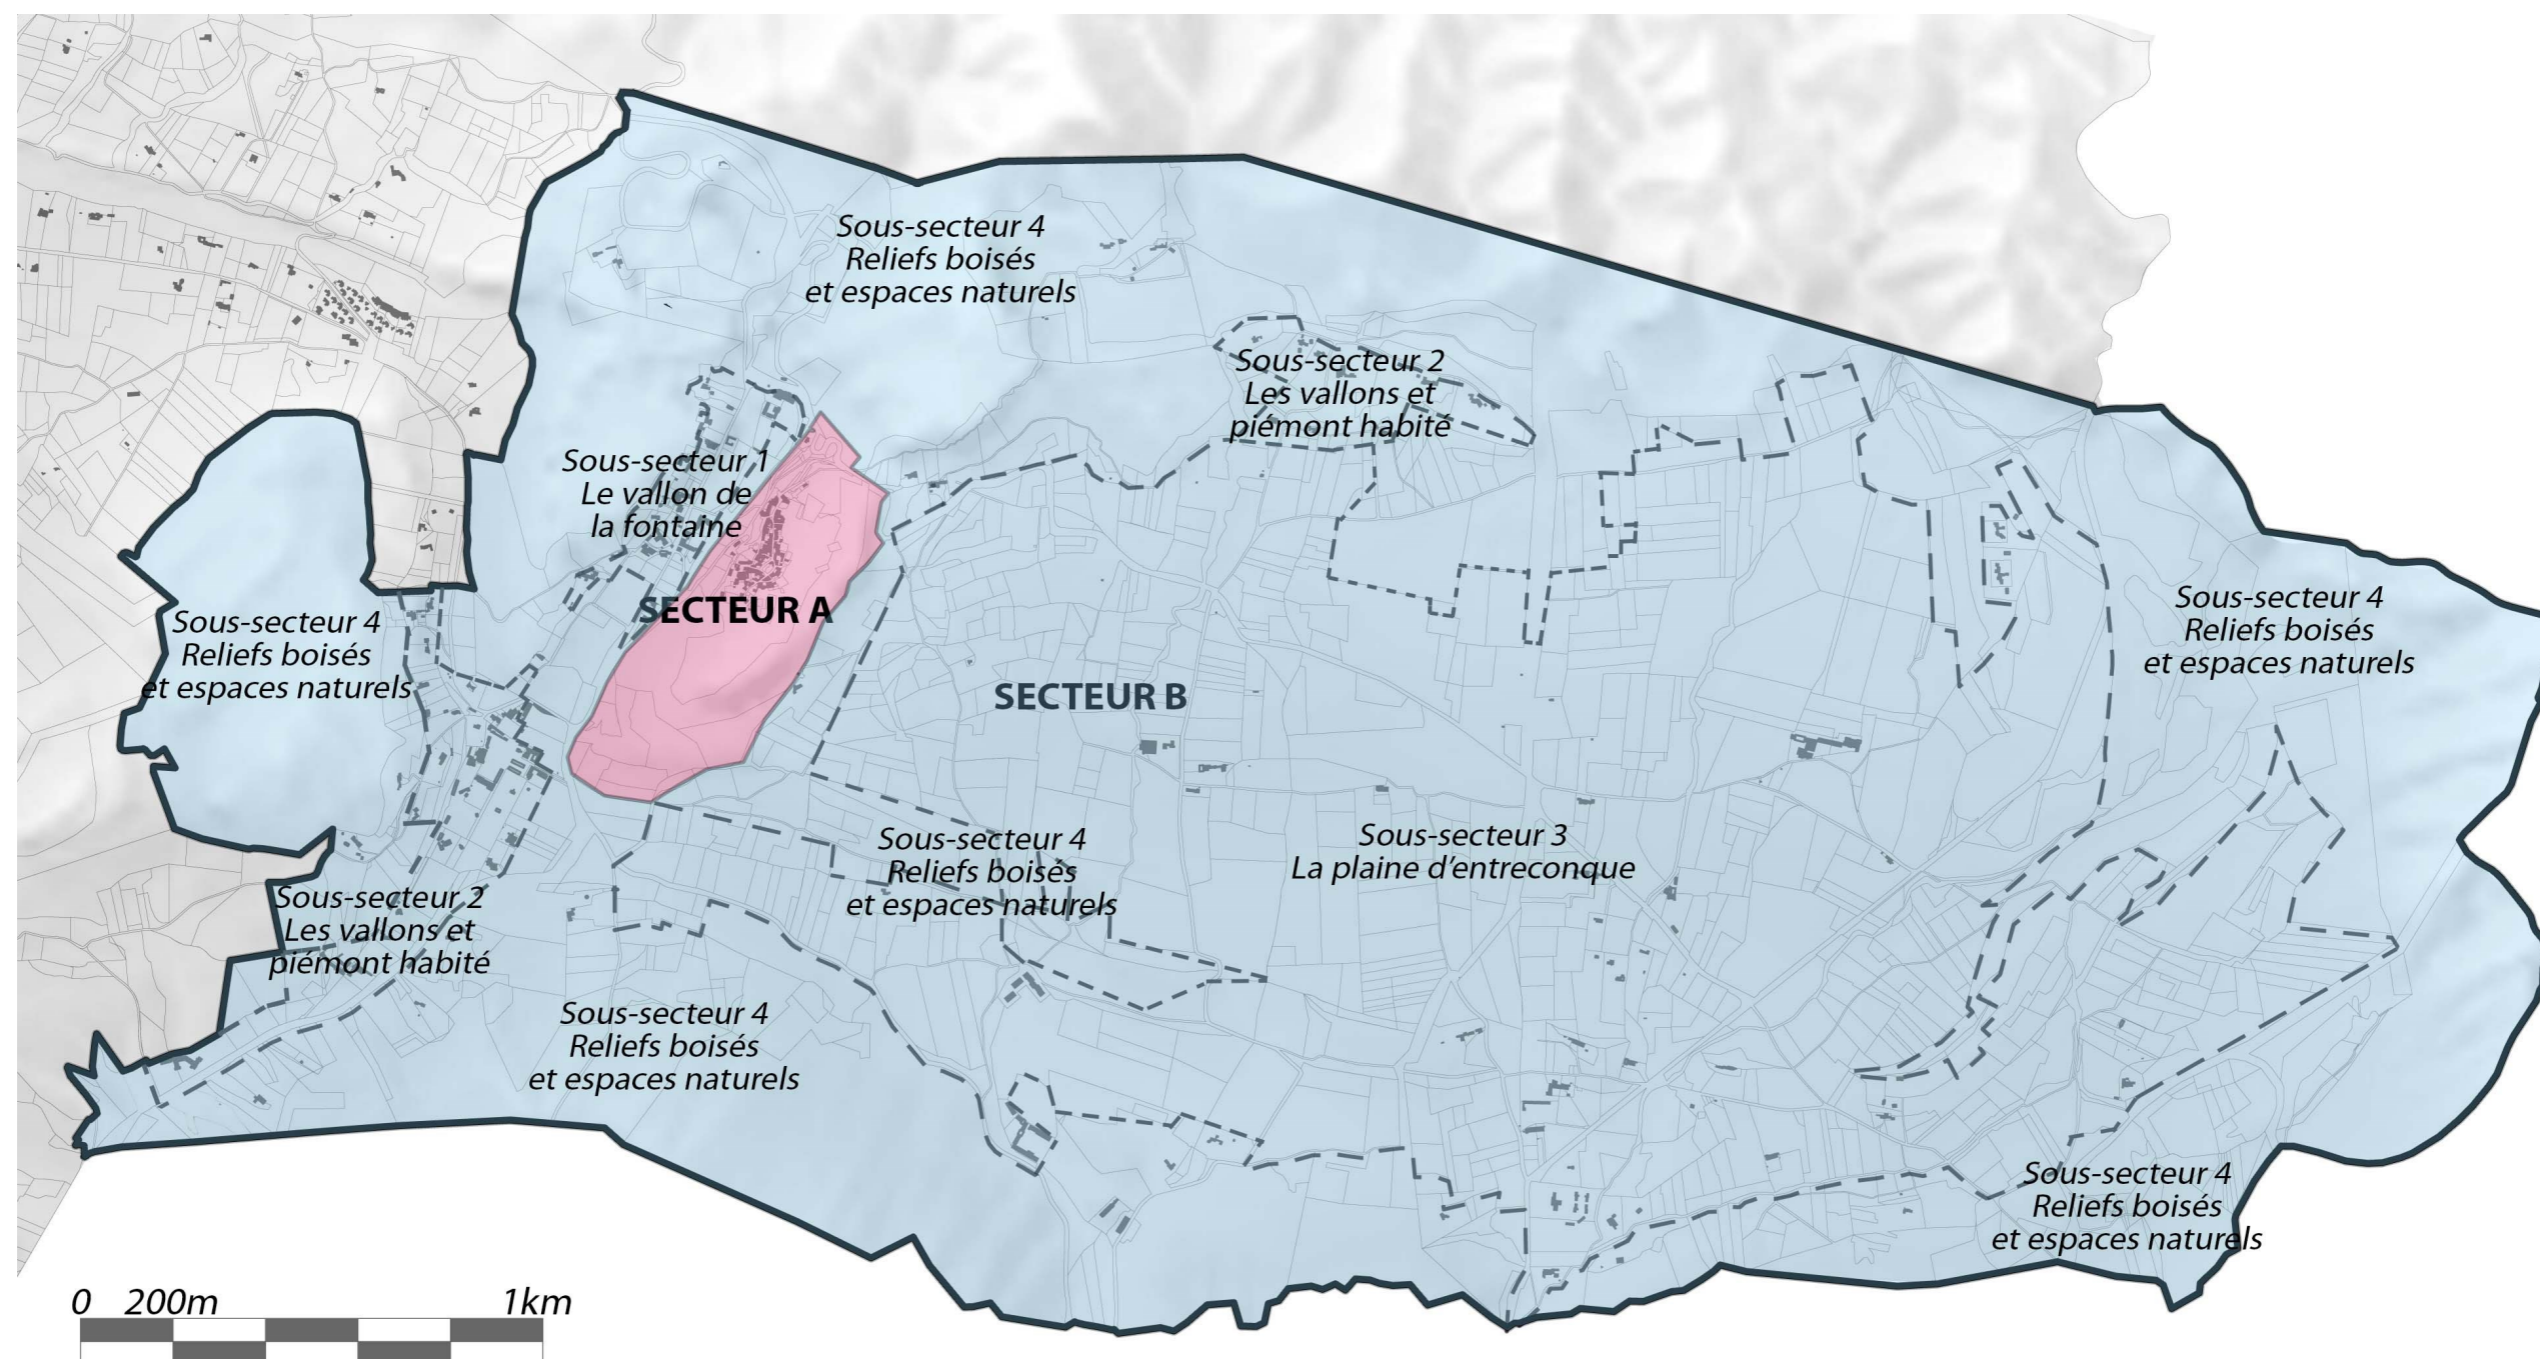 Sous-secteur 4
Reliefs boisés
et espaces naturels
Sous-secteur 2
Les vallons et
piémont habité
Sous-secteur 1
Le vallon de
la fontaine
SECTEUR A
Sous-secteur 4
Reliefs boisés
et espaces naturels
Sous-secteur 4
Reliefs boisés
et espaces naturels
SECTEUR B
Sous-secteur 4
Reliefs boisés
et espaces naturels
Sous-secteur 3
La plaine d'entreconque
Sous-secteur 2
Les vallons et
piémont habité
Sous-secteur 4
Reliefs boisés
et espaces naturels
Sous-secteur 4
Reliefs boisés
et espaces naturels
0 200m 1km